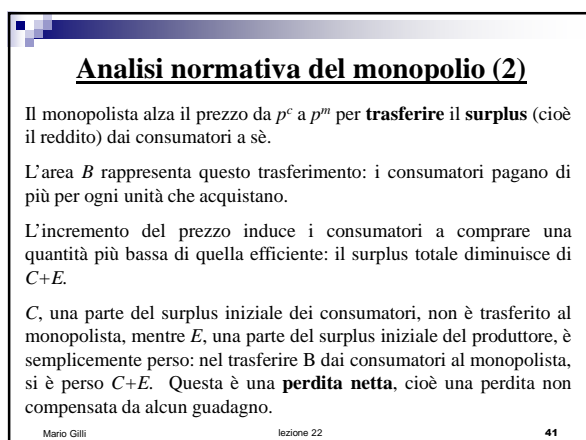 Analisi normativa del monopolio (2)
Il monopolista alza il prezzo da pᶜ a pᵐ per trasferire il surplus (cioè
il reddito) dai consumatori a sè.
L'area B rappresenta questo trasferimento: i consumatori pagano di
più per ogni unità che acquistano.
L'incremento del prezzo induce i consumatori a comprare una
quantità più bassa di quella efficiente: il surplus totale diminuisce di
C+E.
C, una parte del surplus iniziale dei consumatori, non è trasferito al
monopolista, mentre E, una parte del surplus iniziale del produttore, è
semplicemente perso: nel trasferire B dai consumatori al monopolista,
si è perso C+E. Questa è una perdita netta, cioè una perdita non
compensata da alcun guadagno.
Mario Gilli lezione 22 41